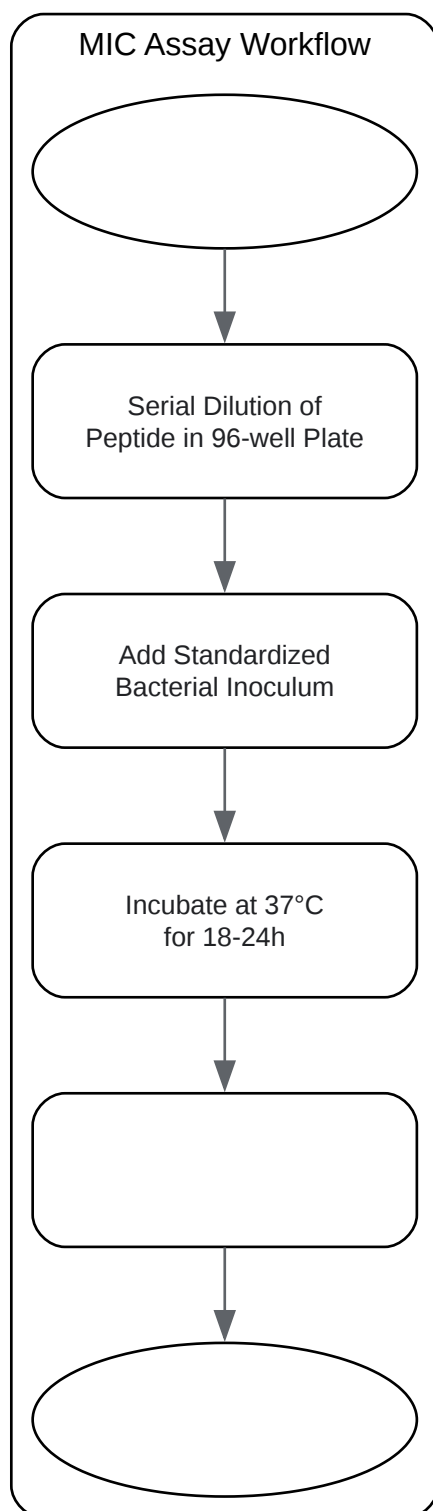 MIC Assay Workflow
Serial Dilution of
Peptide in 96-well Plate
Add Standardized
Bacterial Inoculum
Incubate at 37°C
for 18-24h